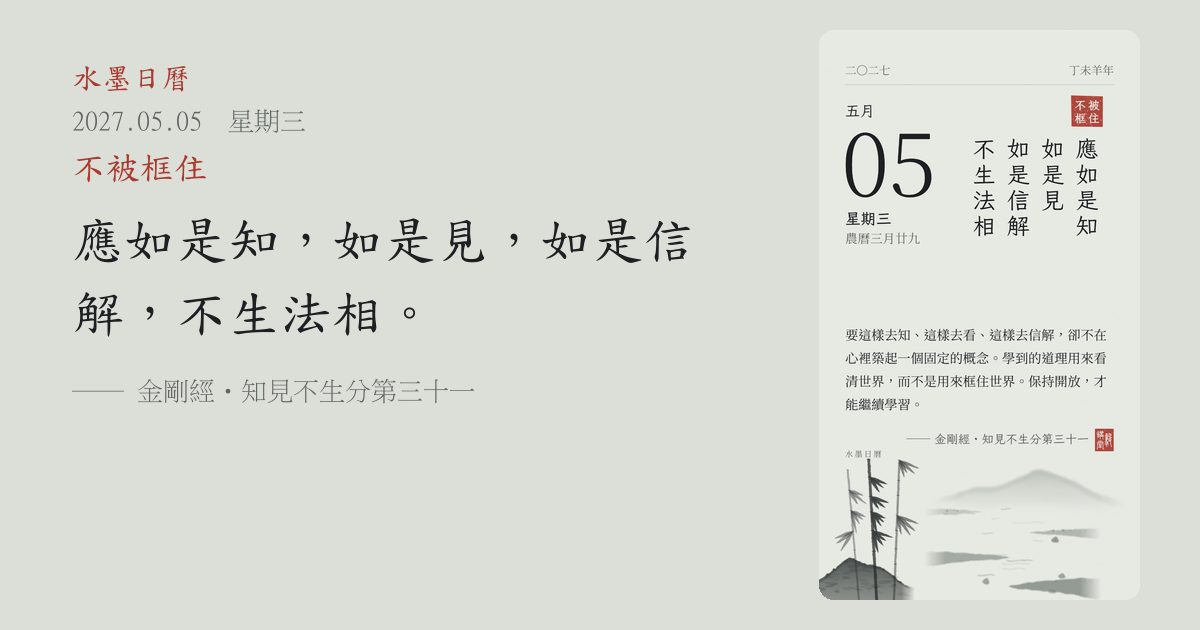 水墨日曆
2027.05.05 星期三
不被框住
應如是知，如是見，如是信
解，不生法相。
—— 金剛經・知見不生分第三十一
二〇二七
丁未羊年
五月
05
星期三
農曆三月廿九
不被
框住
應如是知
如是見
如是信解
不生法相
要這樣去知、這樣去看、這樣去信解，卻不在
心裡築起一個固定的概念。學到的道理用來看
清世界，而不是用來框住世界。保持開放，才
能繼續學習。
—— 金剛經・知見不生分第三十一
水墨日曆